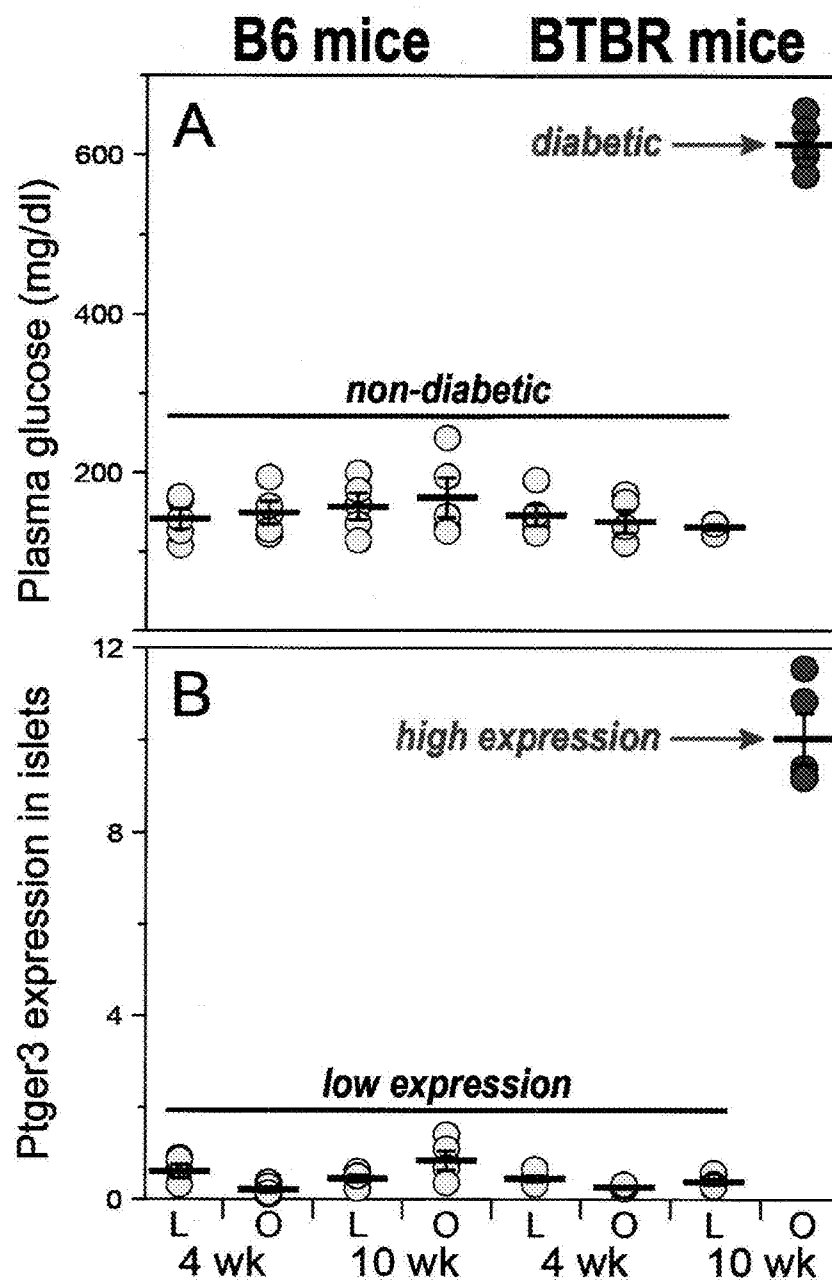 B6 mice BTBR mice
A
diabetic
600
400
200
non-diabetic
Plasma glucose (mg/dl)
B
12
high expression
8
4
low expression
0
Ptger3 expression in islets
L O L O L O L O
4 wk 10 wk 4 wk 10 wk